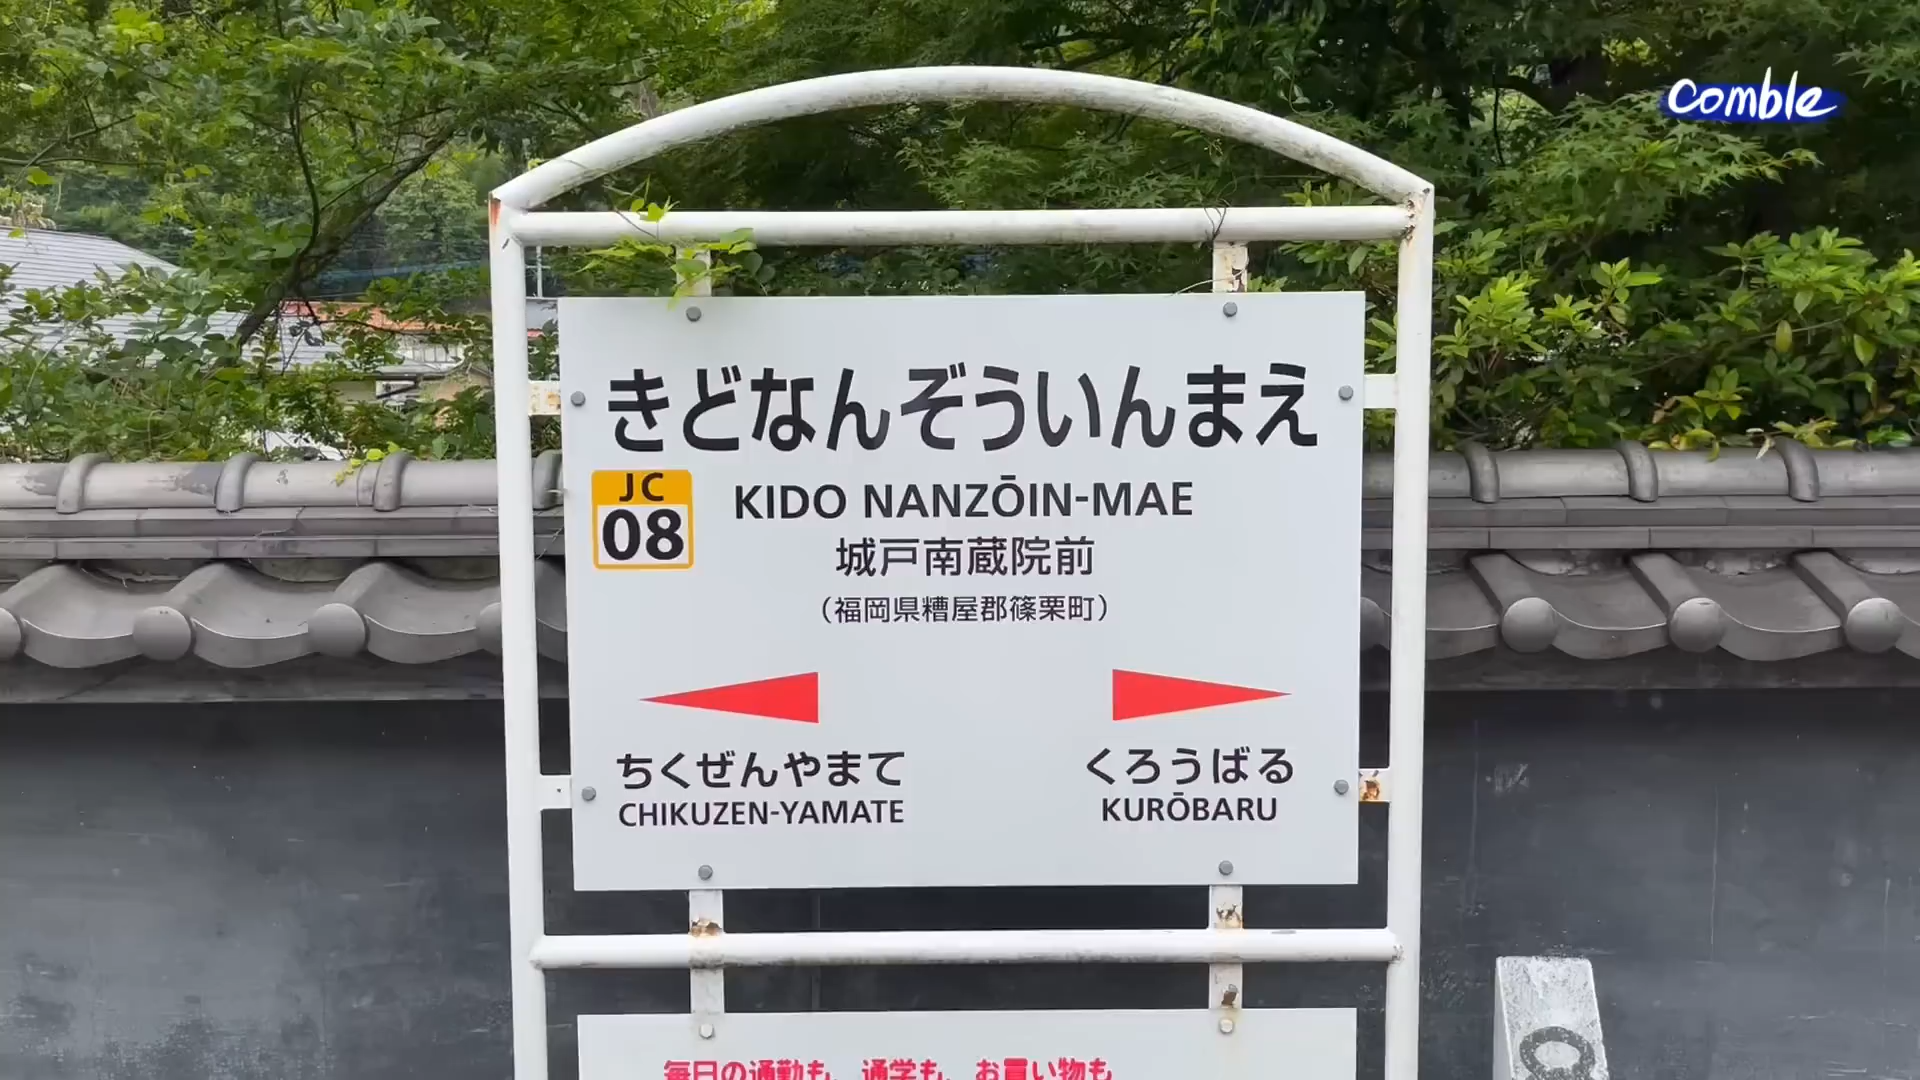 comble
きどなんぞういんまえ
JC
08
KIDO NANZŌIN-MAE
城戸南蔵院前
（福岡県糟屋郡篠栗町）
ちくぜんやまて
CHIKUZEN-YAMATE
くろうばる
KURŌBARU
毎日の通勤も、通学も、お買い物も